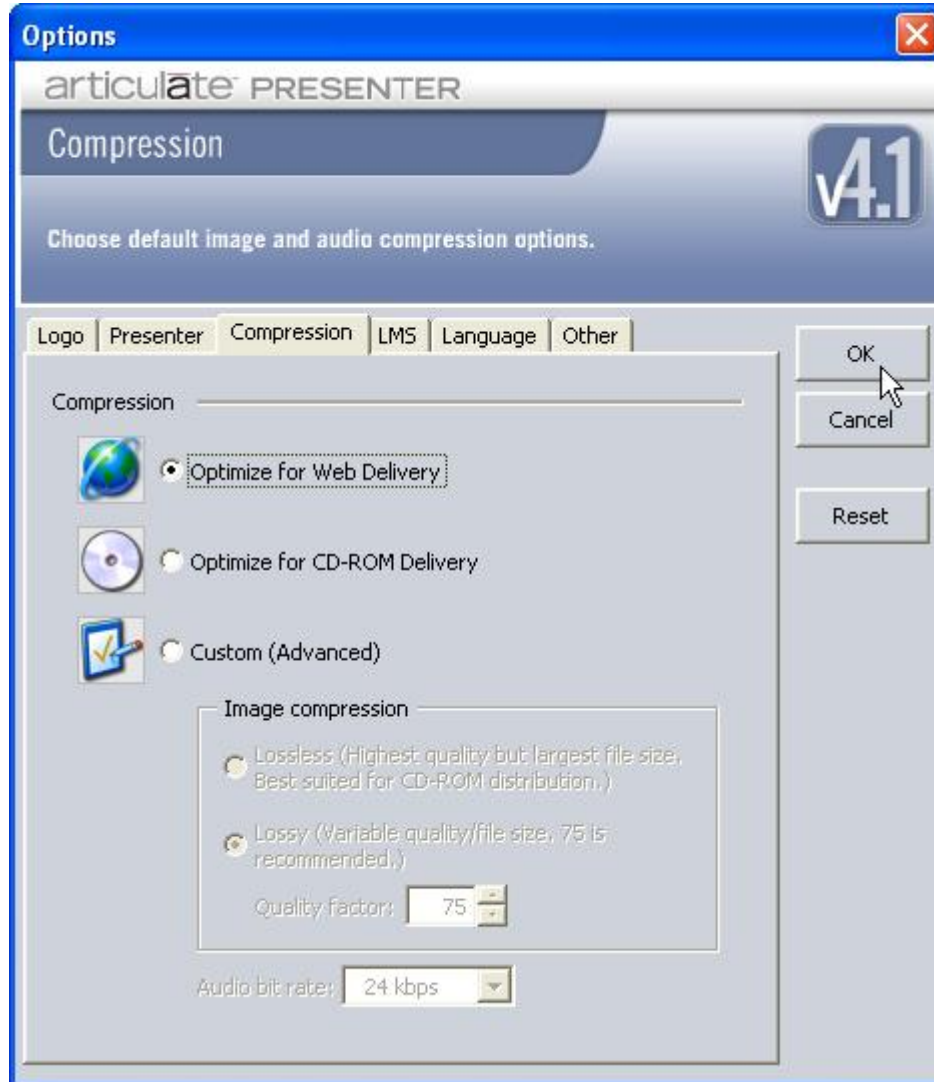 Options
articulāte PRESENTER
Compression
v4.1
Choose default image and audio compression options.
Logo
Presenter
Compression
LMS
Language
Other
OK
Cancel
Reset
Compression
Optimize for Web Delivery
Optimize for CD-ROM Delivery
Custom (Advanced)
Image compression
Lossless (Highest quality but largest file size.
Best suited for CD-ROM distribution.)
Lossy (Variable quality/file size, 75 is
recommended.)
Quality factor: 75
Audio bit rate: 24 kbps